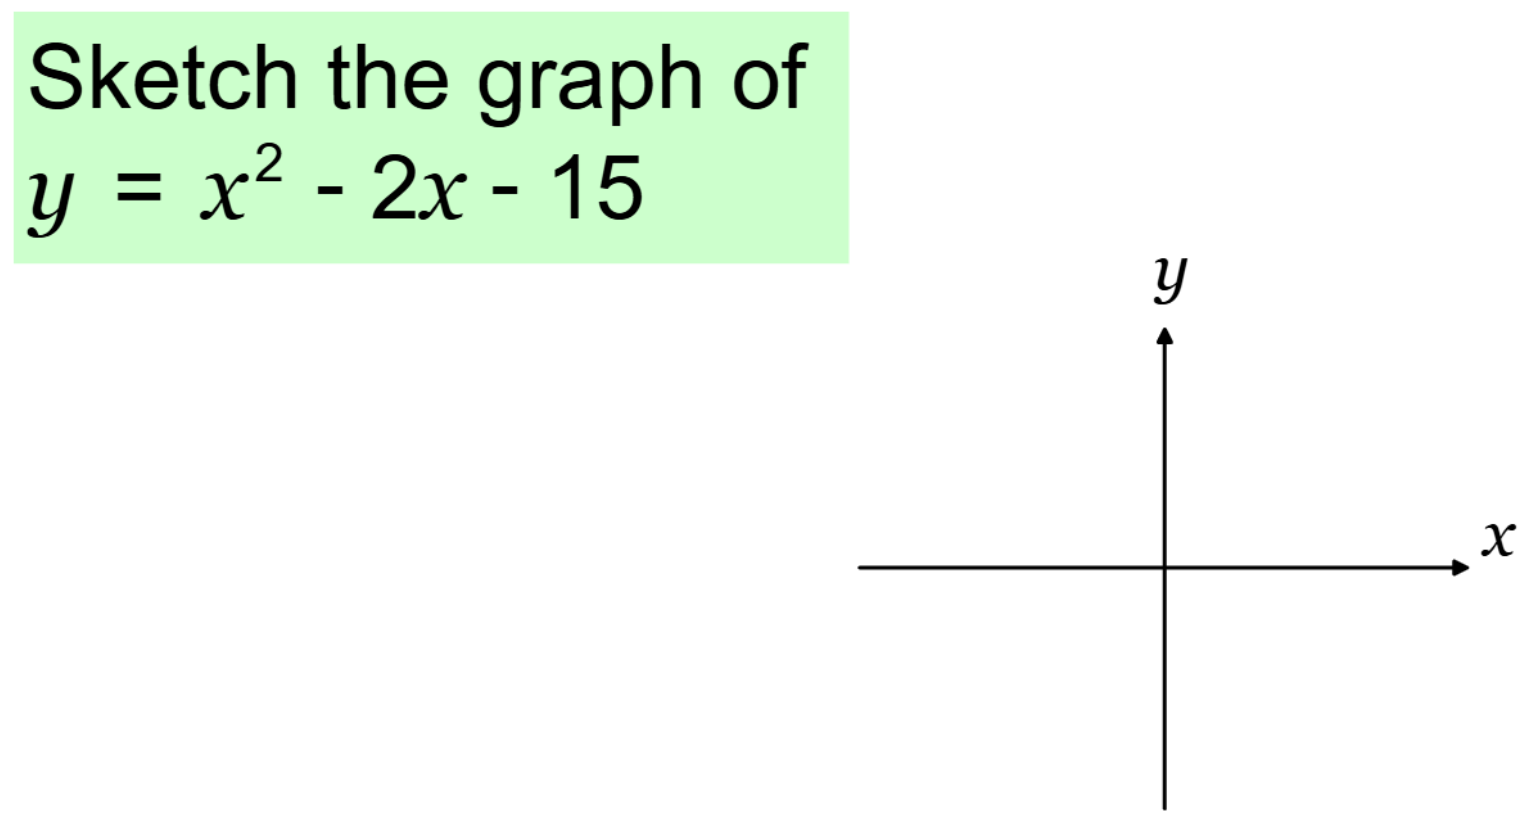 Sketch the graph of
y = x² - 2x - 15
y
x